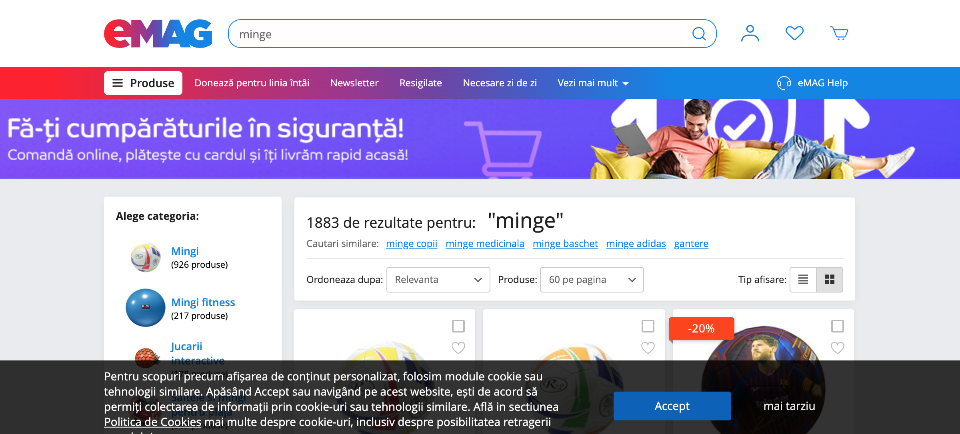 eMAG
minge
Produse
Donează pentru linia întâi
Newsletter
Resigilate
Necesare zi de zi
Vezi mai mult
eMAG Help
Fă-ți cumpărăturile în siguranță!
Comandă online, plătește cu cardul și îți livrăm rapid acasă!
Alege categoria:
Mingi
(926 produse)
Mingi fitness
(217 produse)
Jucarii
interactive
1883 de rezultate pentru: "minge"
Cautari similare: minge copii minge medicinala minge baschet minge adidas gantere
Ordoneaza dupa: Relevanta Produse: 60 pe pagina Tip afisare:
-20%
Pentru scopuri precum afișarea de conținut personalizat, folosim module cookie sau
tehnologii similare. Apăsând Accept sau navigând pe acest website, ești de acord să
permiți colectarea de informații prin cookie-uri sau tehnologii similare. Află in sectiunea
Politica de Cookies mai multe despre cookie-uri, inclusiv despre posibilitatea retragerii
Accept
mai tarziu